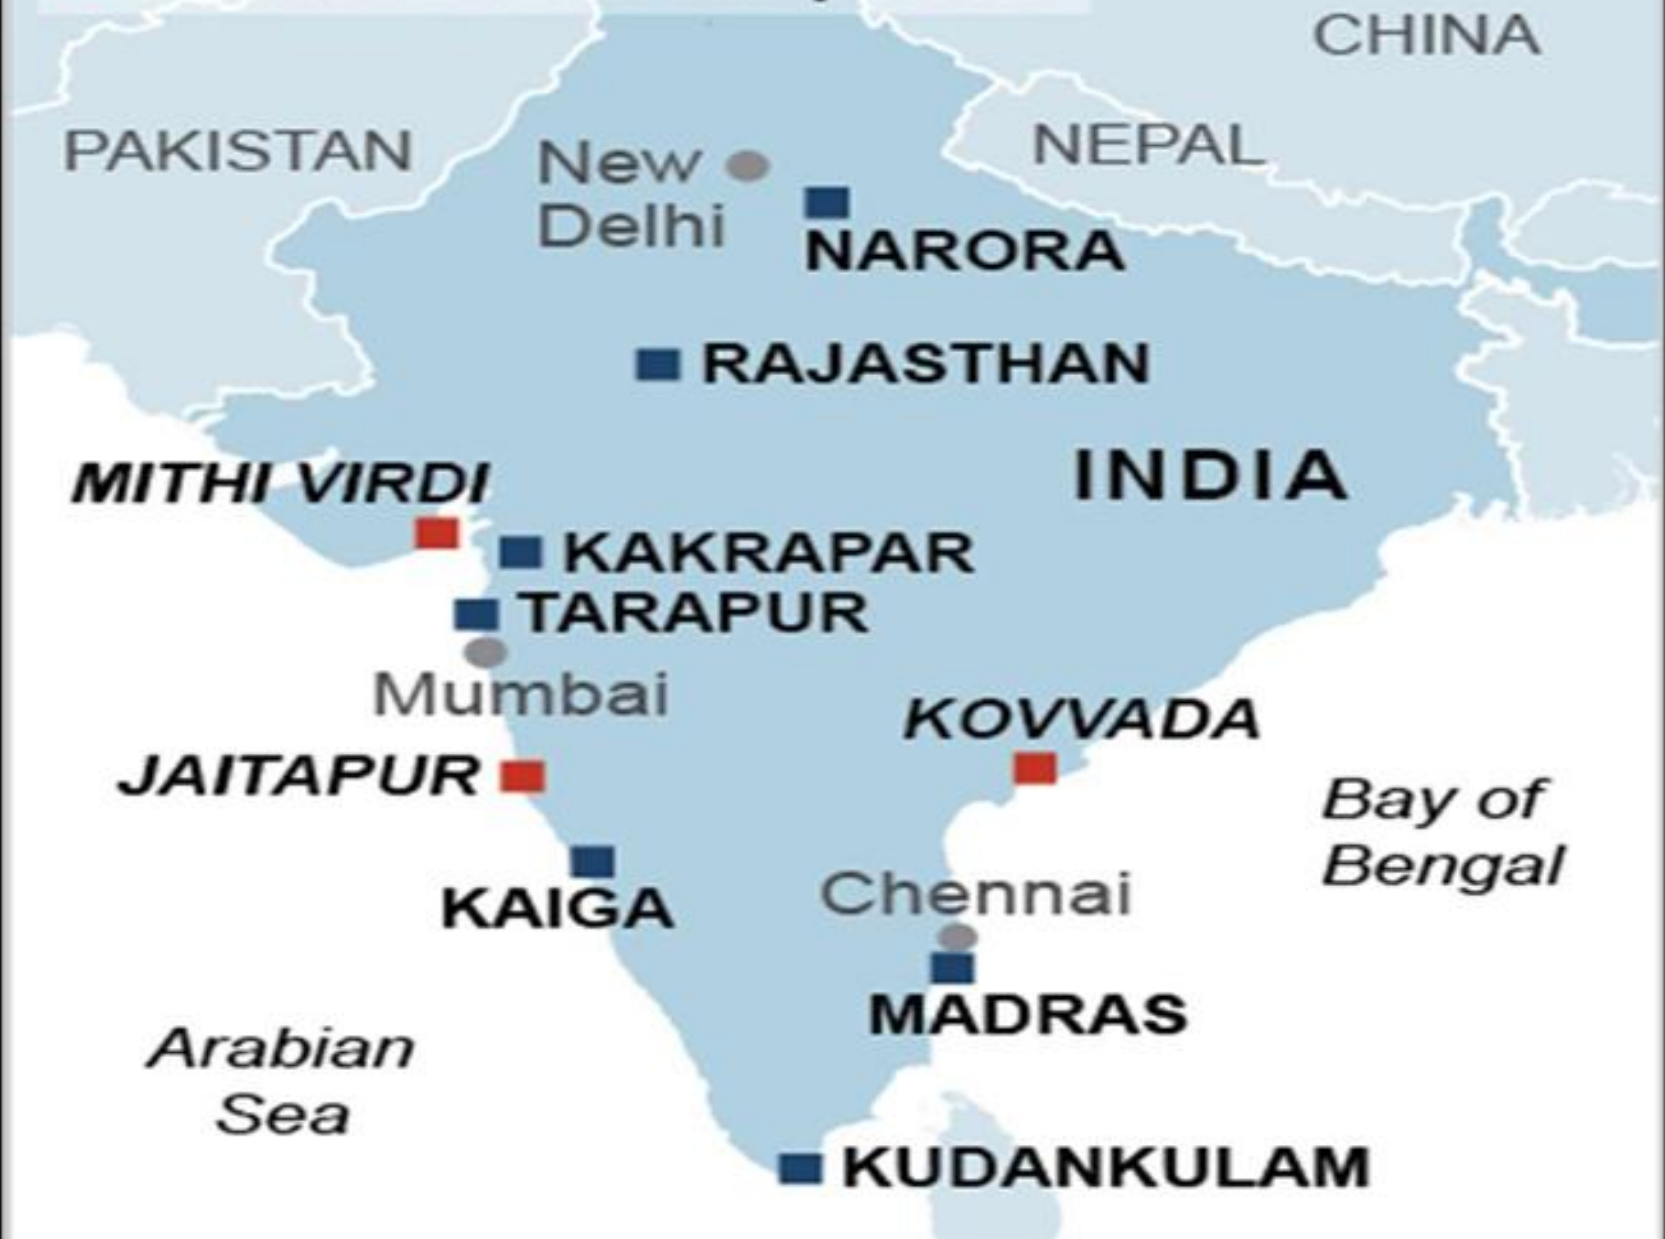 CHINA
PAKISTAN
NEPAL
New
Delhi
NARORA
RAJASTHAN
INDIA
MITHI VIRDI
KAKRAPAR
TARAPUR
Mumbai
KOVVADA
JAITAPUR
Bay of
Bengal
KAIGA
Chennai
MADRAS
Arabian
Sea
KUDANKULAM